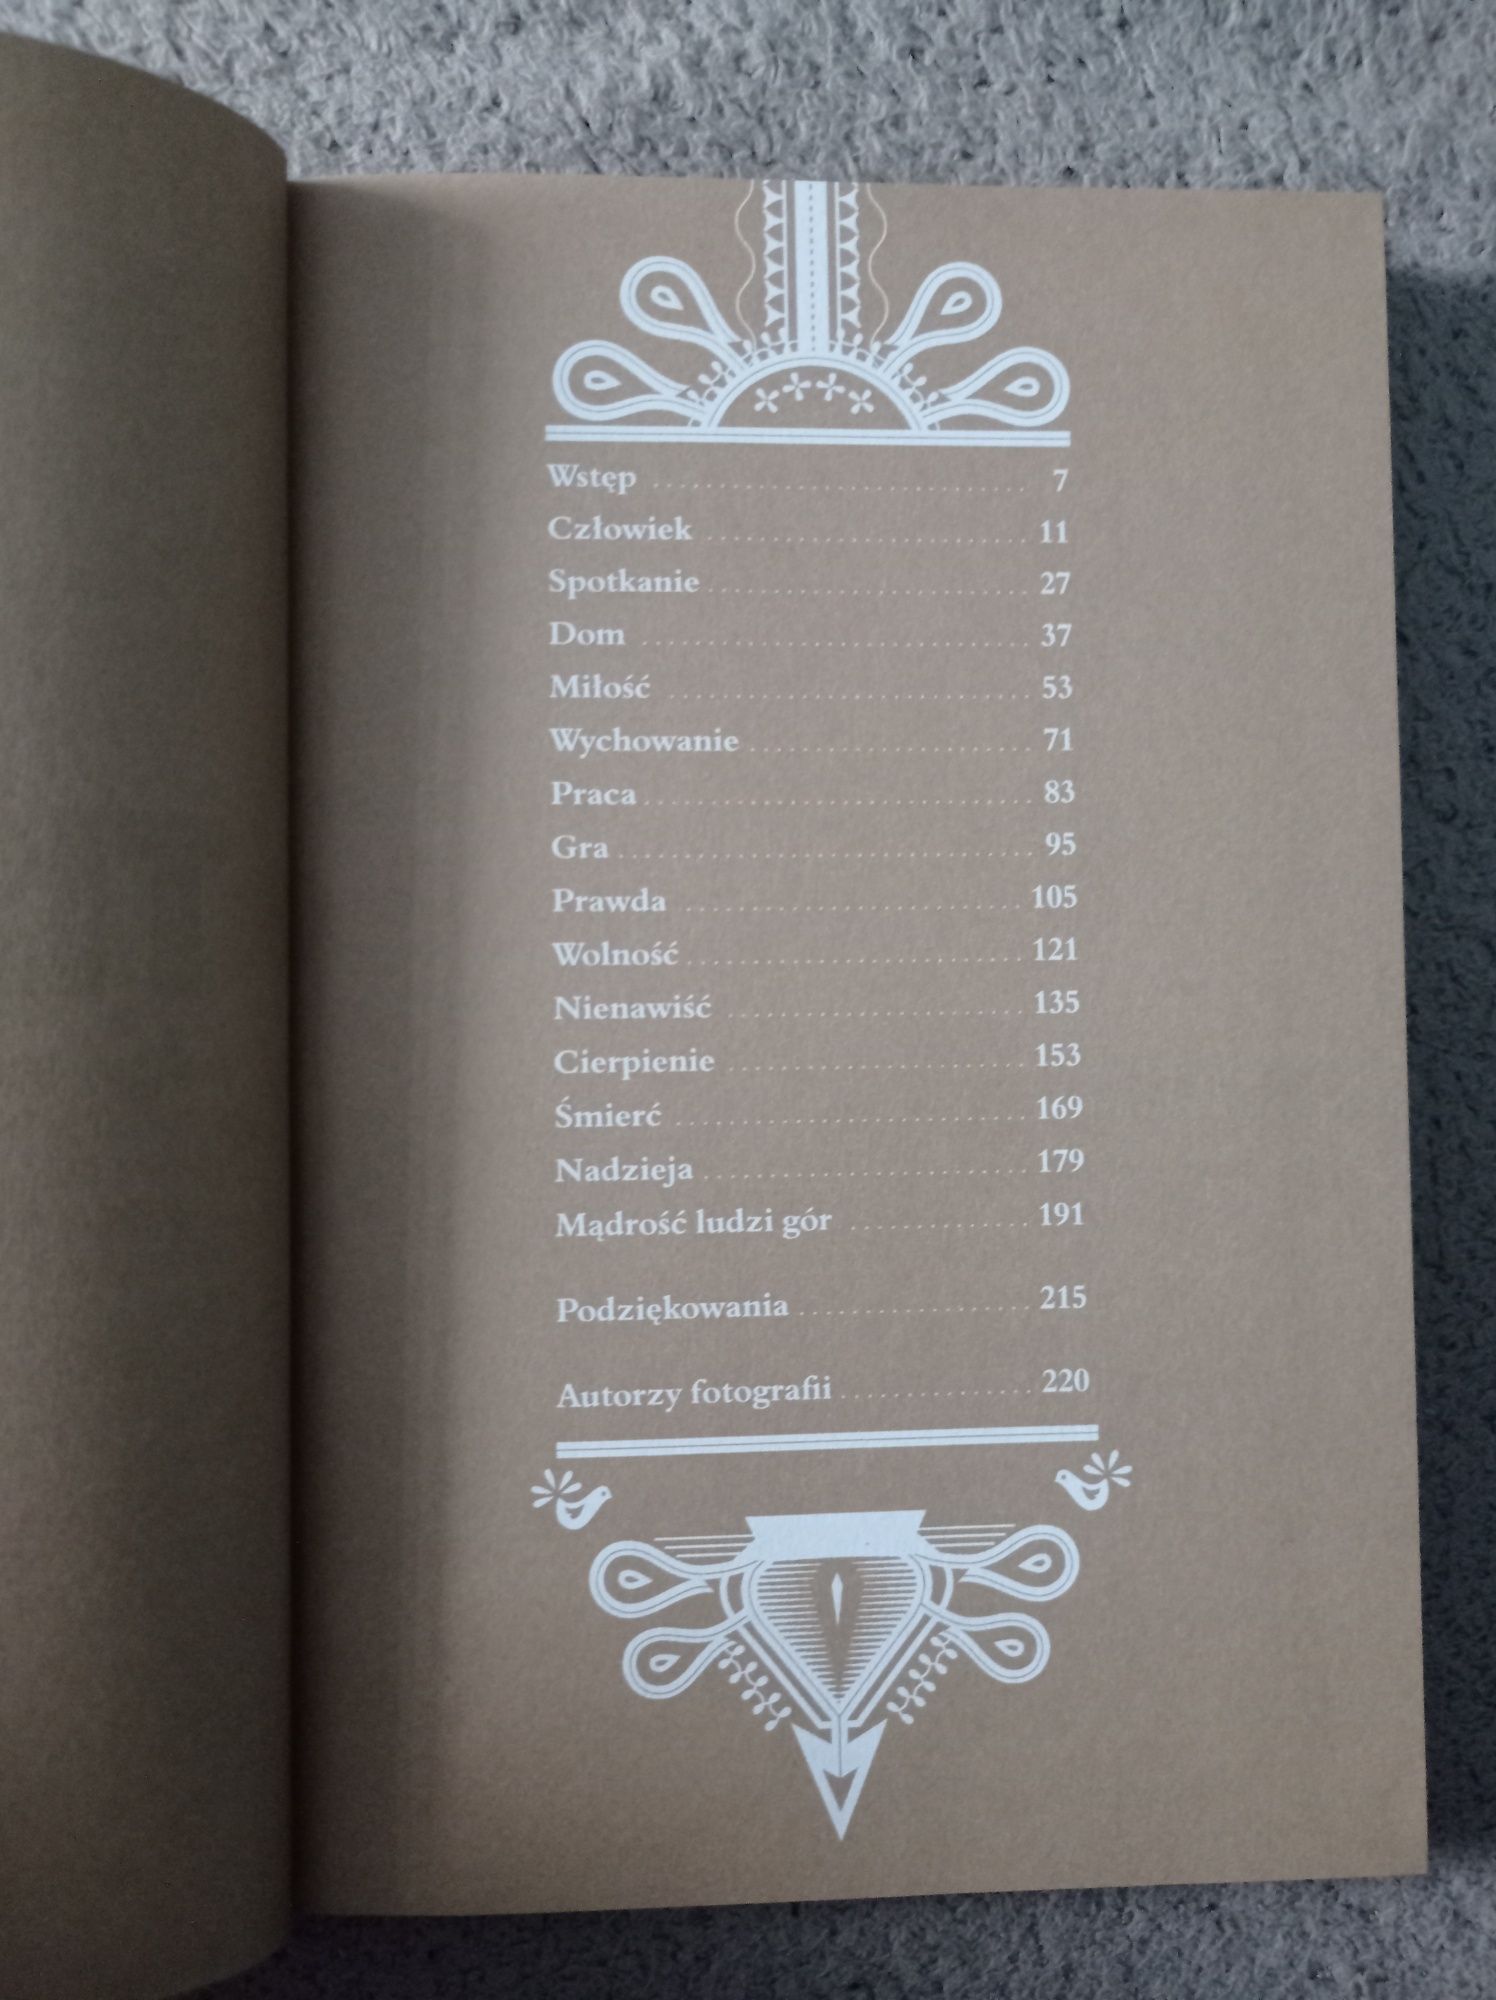 Wstęp 7
Człowiek 11
Spotkanie 27
Dom 37
Miłość 53
Wychowanie 71
Praca 83
Gra 95
Prawda 105
Wolność 121
Nienawiść 135
Cierpienie 153
Śmierć 169
Nadzieja 179
Mądrość ludzi gór 191
Podziękowania 215
Autorzy fotografii 220